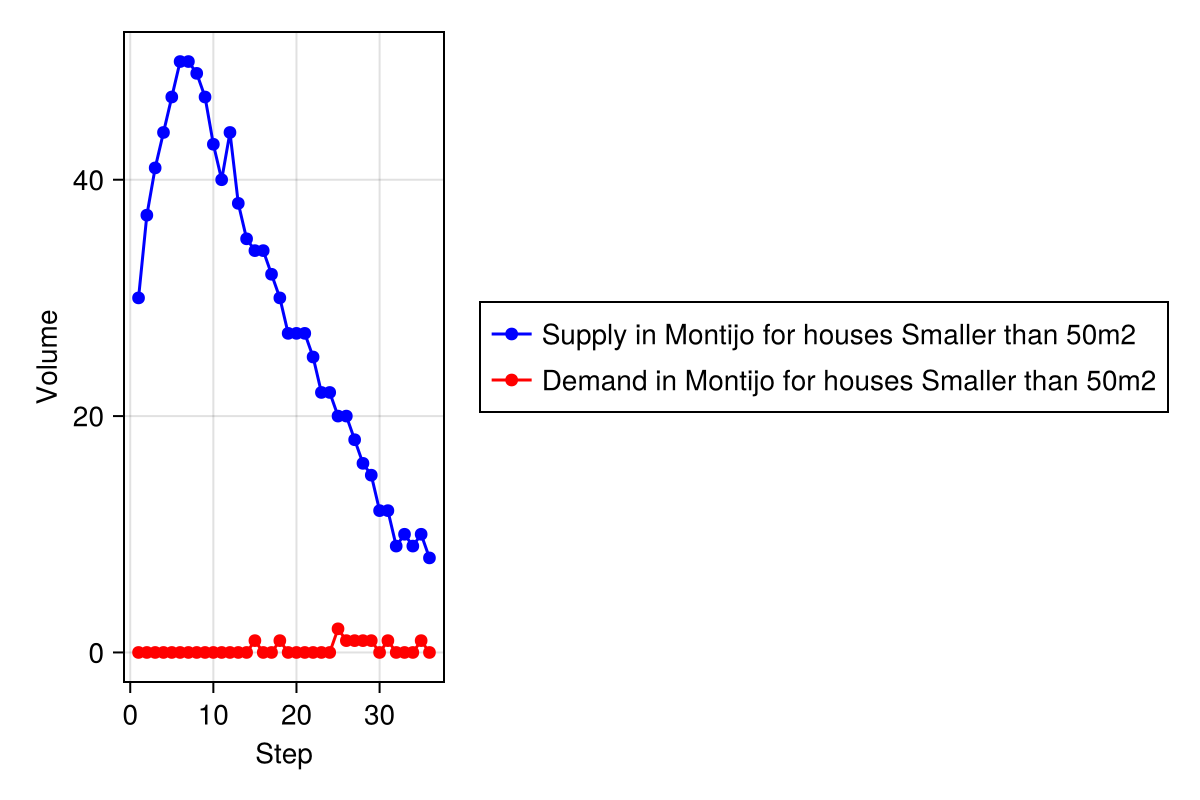 Volume
40
20
0
0 10 20 30
Step
Supply in Montijo for houses Smaller than 50m2
Demand in Montijo for houses Smaller than 50m2